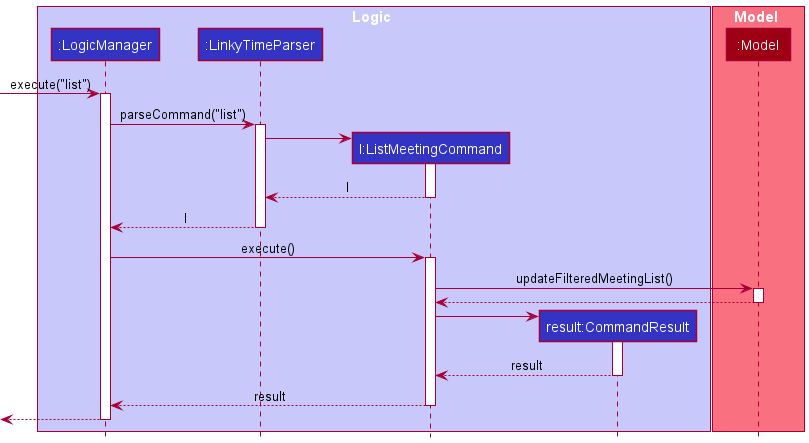 Logic
Model
:LogicManager
:LinkyTimeParser
:Model
execute("list")
parseCommand("list")
l:ListMeetingCommand
l
l
execute()
updateFilteredMeetingList()
result:CommandResult
result
result